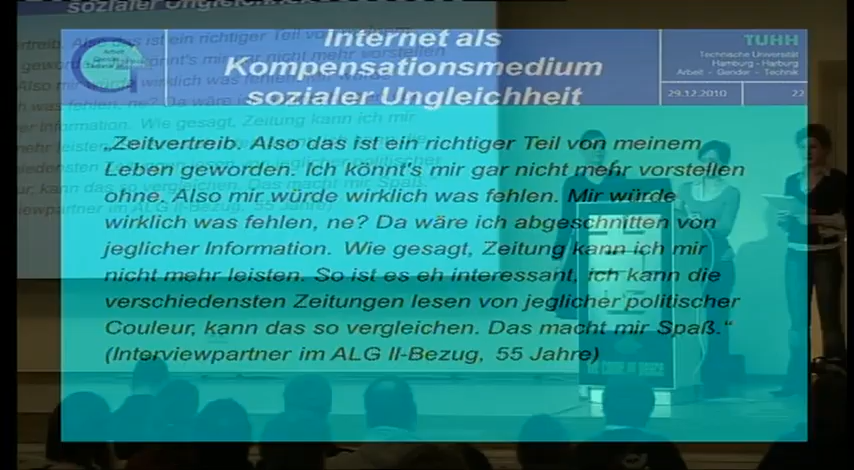 sozialer Ungleichheit
Internet als
Kompensationsmedium
sozialer Ungleichheit
Arbeit
Gender
Technik
TUHH
Technische Universität
Hamburg - Harburg
Arbeit - Gender - Technik
29.12.2010
22
„Zeitvertreib. Also das ist ein richtiger Teil von meinem
Leben geworden. Ich könnt's mir gar nicht mehr vorstellen
ohne. Also mir würde wirklich was fehlen. Mir würde
wirklich was fehlen, ne? Da wäre ich abgeschnitten von
jeglicher Information. Wie gesagt, Zeitung kann ich mir
nicht mehr leisten. So ist es eh interessant, ich kann die
verschiedensten Zeitungen lesen von jeglicher politischer
Couleur, kann das so vergleichen. Das macht mir Spaß.“
(Interviewpartner im ALG II-Bezug, 55 Jahre)